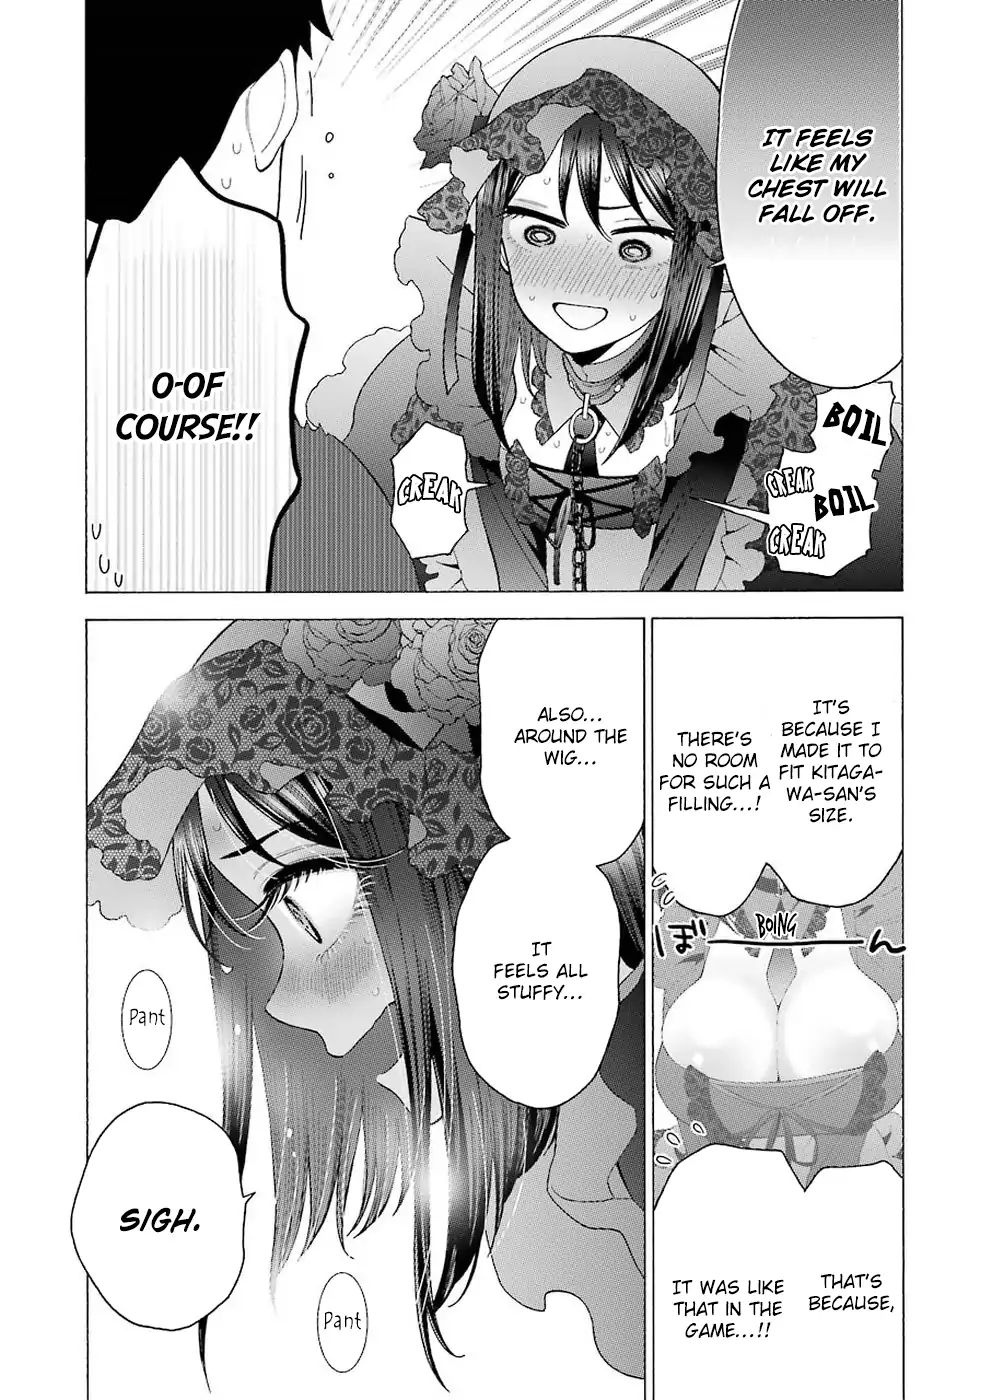 IT FEELS
LIKE MY
CHEST WILL
FALL OFF.
BOIL
BOIL
CREAK
CREAK
CREAK
O-OF
COURSE!!
IT'S
BECAUSE I
MADE IT TO
FIT KITAGA-
WA-SAN'S
SIZE.
THERE'S
NO ROOM
FOR SUCH A
FILLING...!
BOING
ぼ――ん
THAT'S
BECAUSE,
IT WAS LIKE
THAT IN THE
GAME...!!
ALSO...
AROUND THE
WIG...
IT
FEELS ALL
STUFFY...
Pant
SIGH.
Pant